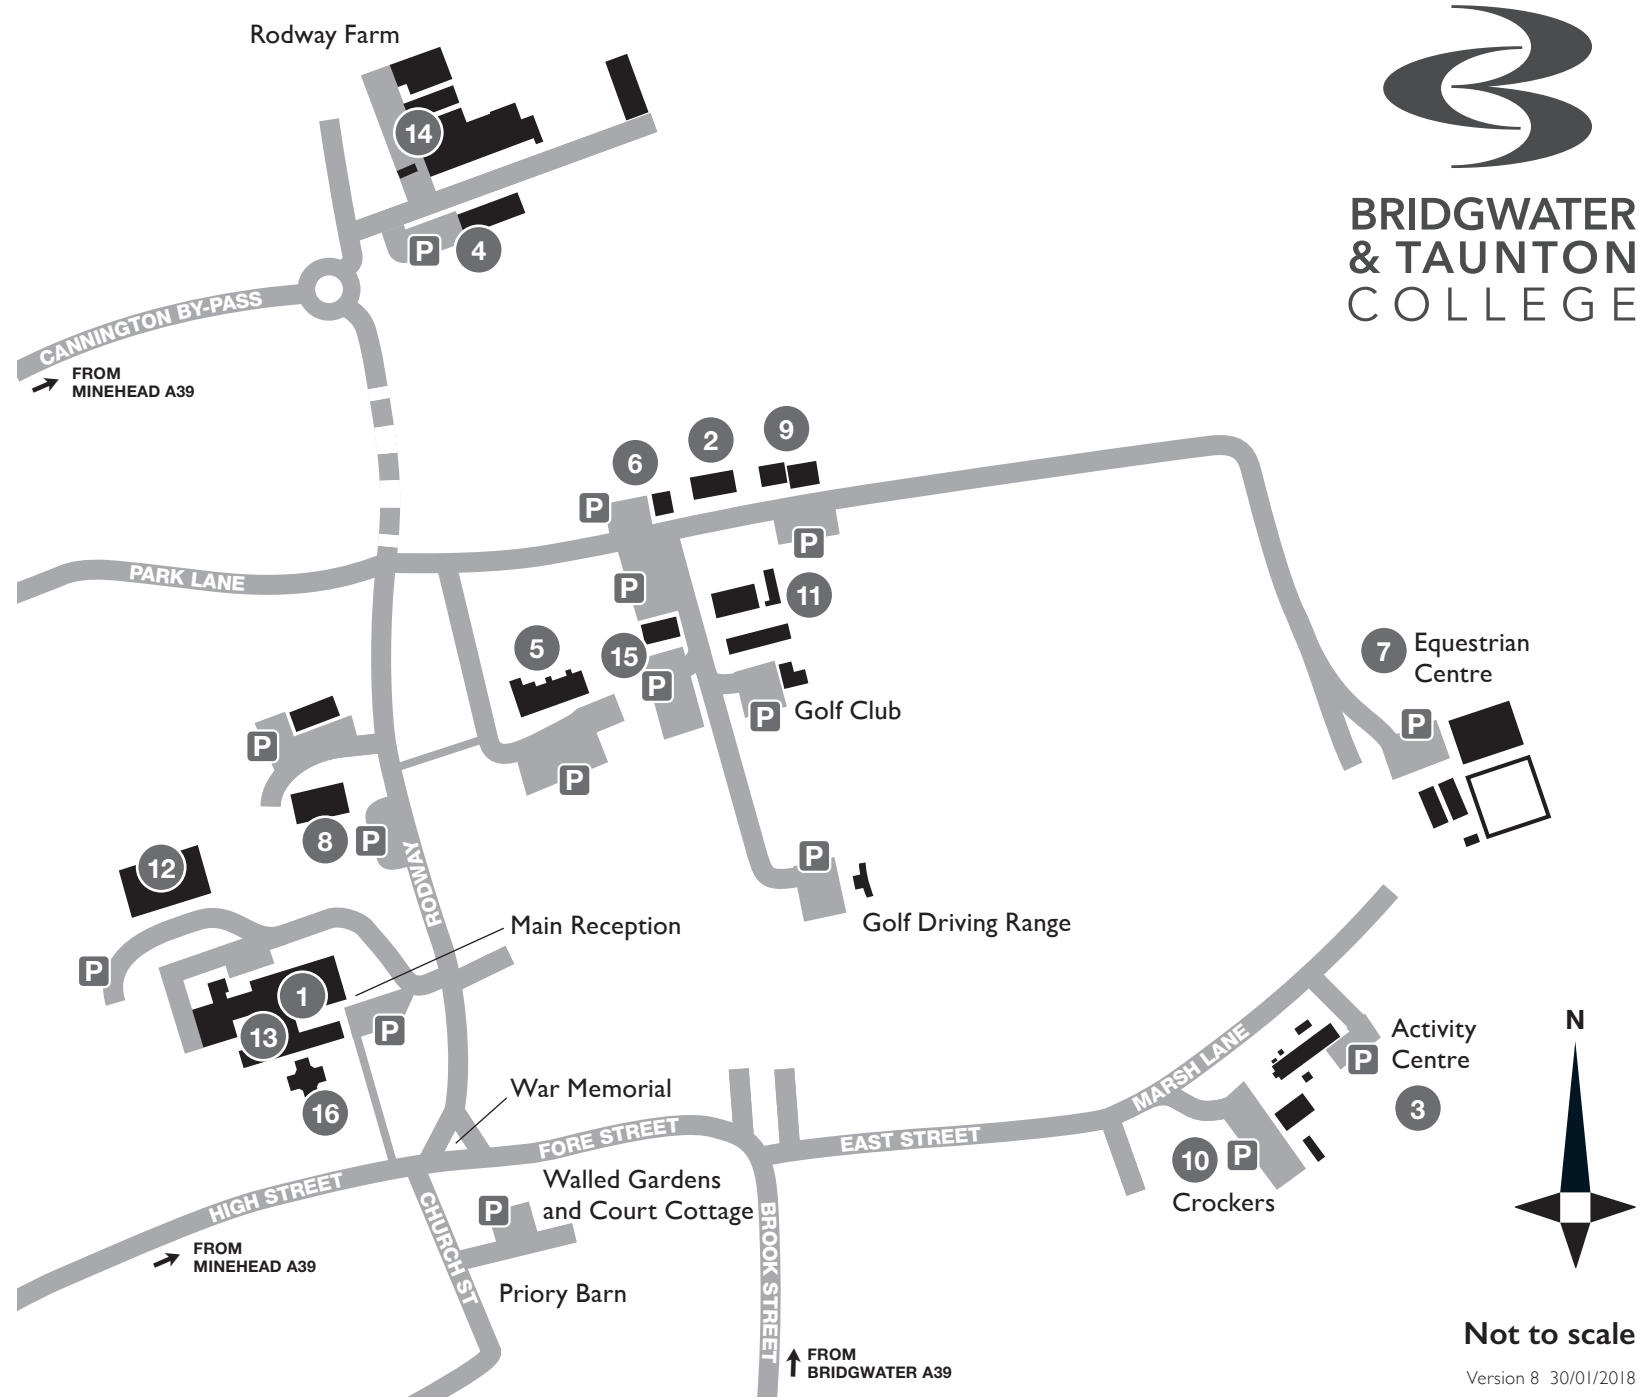 Rodway Farm
14
BRIDGWATER
& TAUNTON
COLLEGE
P
4
CANNINGTON BY-PASS
FROM
MINEHEAD A39
6
2
9
P
P
PARK LANE
P
11
5
15
P
7
Equestrian
Centre
P
Golf Club
P
P
P
8
P
12
RODWAY
P
Golf Driving Range
Main Reception
P
1
13
P
16
War Memorial
MARSH LANE
Activity
Centre
P
3
N
FORE STREET
EAST STREET
10
P
Crockers
HIGH STREET
Walled Gardens
and Court Cottage
P
CHURCH ST
BROOK STREET
FROM
MINEHEAD A39
Priory Barn
FROM
BRIDGWATER A39
Not to scale
Version 8 30/01/2018